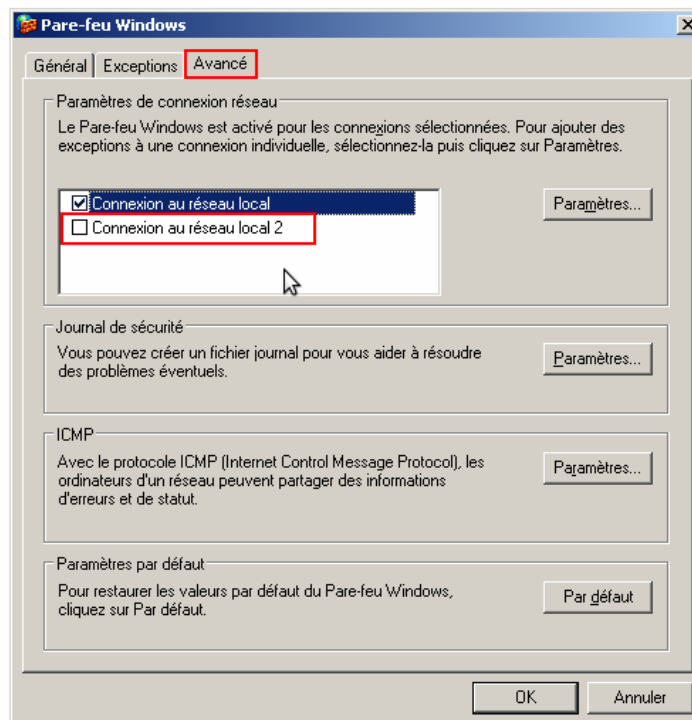 Pare-feu Windows
Général Exceptions Avancé
Paramètres de connexion réseau
Le Pare-feu Windows est activé pour les connexions sélectionnées. Pour ajouter des
exceptions à une connexion individuelle, sélectionnez-la puis cliquez sur Paramètres.
Connexion au réseau local
Paramètres...
Connexion au réseau local 2
Journal de sécurité
Vous pouvez créer un fichier journal pour vous aider à résoudre
des problèmes éventuels.
Paramètres...
ICMP
Avec le protocole ICMP (Internet Control Message Protocol), les
ordinateurs d'un réseau peuvent partager des informations
d'erreurs et de statut.
Paramètres...
Paramètres par défaut
Pour restaurer les valeurs par défaut du Pare-feu Windows,
cliquez sur Par défaut.
Par défaut
OK Annuler